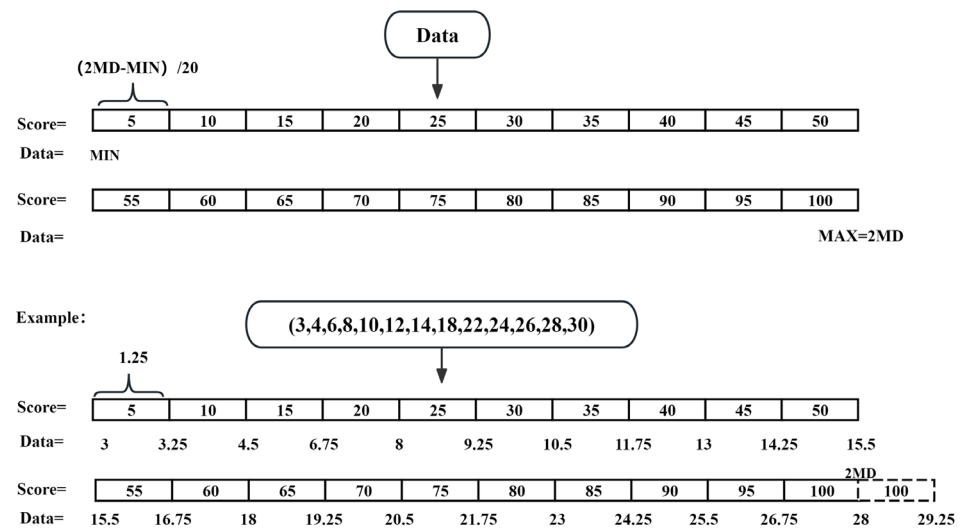 Data
(2MD-MIN) /20
Score= 5 10 15 20 25 30 35 40 45 50
Data= MIN
Score= 55 60 65 70 75 80 85 90 95 100
Data= MAX=2MD
Example:
(3,4,6,8,10,12,14,18,22,24,26,28,30)
1.25
Score= 5 10 15 20 25 30 35 40 45 50
Data= 3 3.25 4.5 6.75 8 9.25 10.5 11.75 13 14.25 15.5
2MD
Score= 55 60 65 70 75 80 85 90 95 100 100
Data= 15.5 16.75 18 19.25 20.5 21.75 23 24.25 25.5 26.75 28 29.25